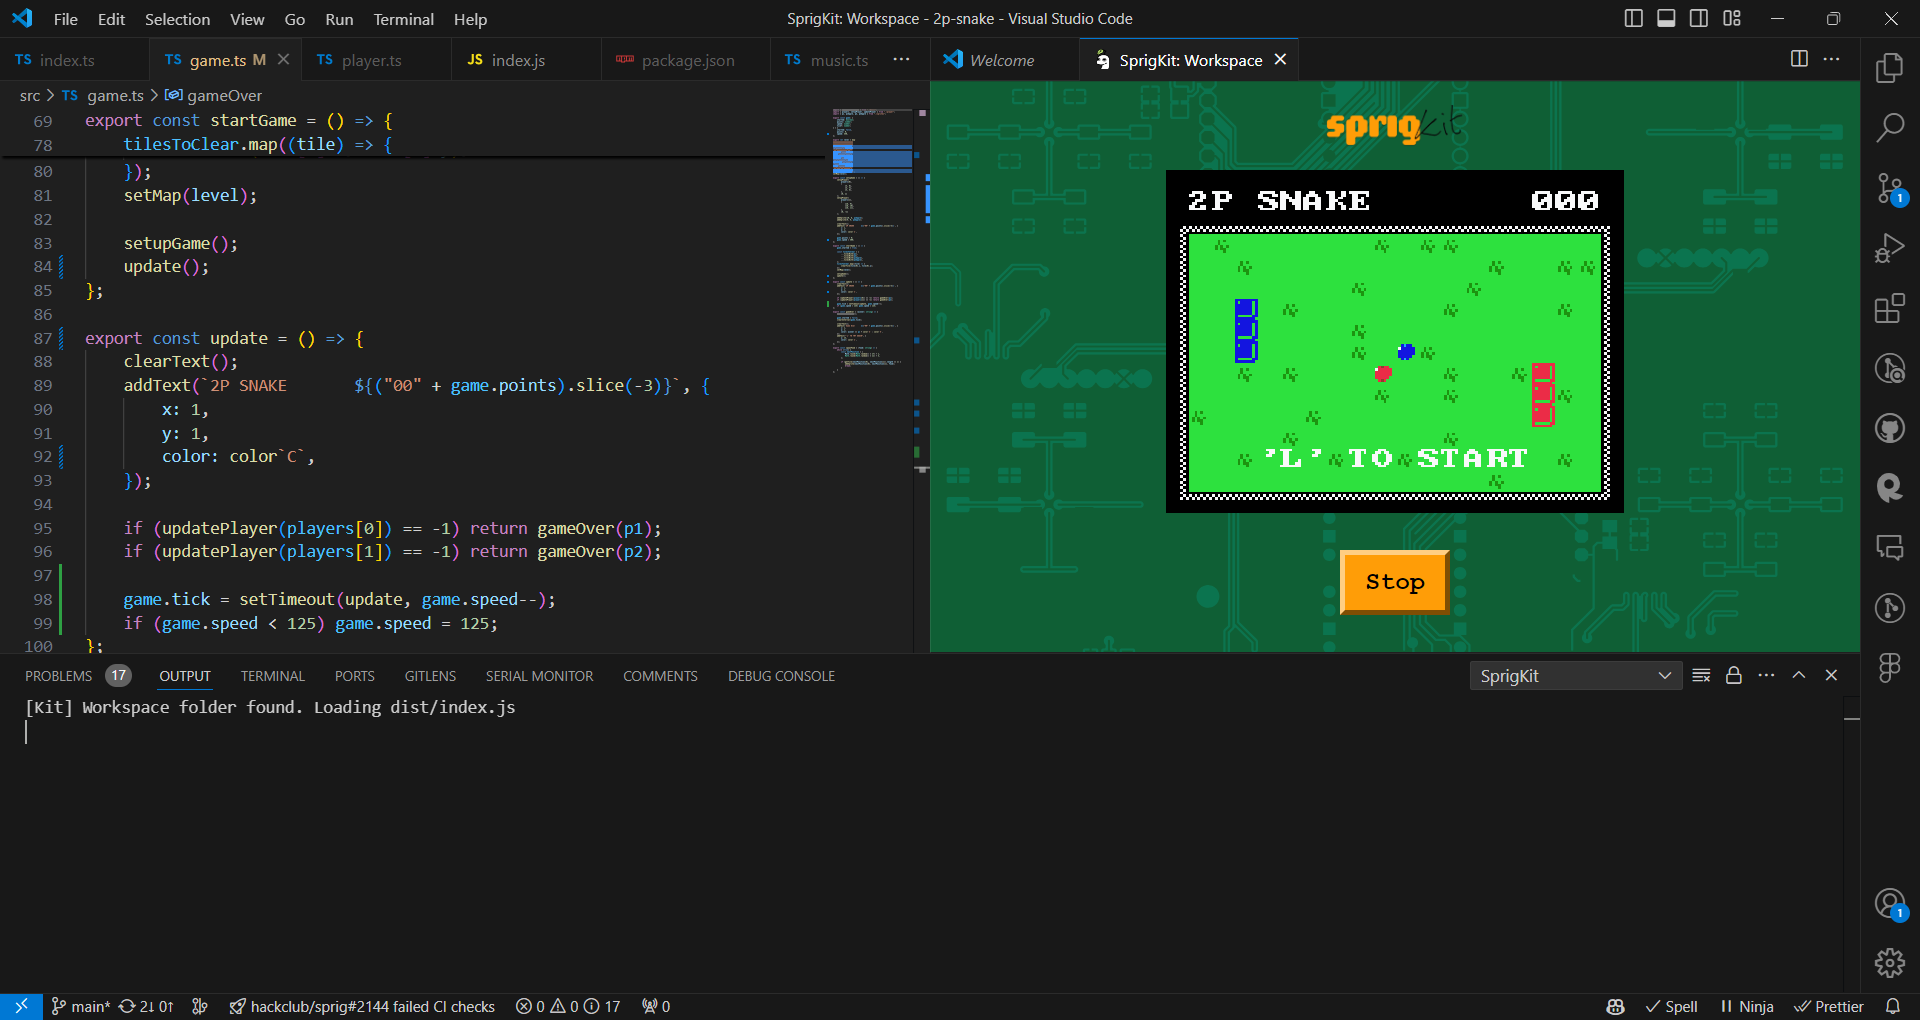 File Edit Selection View Go Run Terminal Help
SprigKit: Workspace - 2p-snake - Visual Studio Code
TS index.ts
TS game.ts M
TS player.ts
JS index.js
npm package.json
TS music.ts
Welcome
SprigKit: Workspace
src > TS game.ts > gameOver
69 export const startGame = () => {
78 tilesToClear.map((tile) => {
80 });
81 setMap(level);
82
83 setupGame();
84 update();
85 };
86
87 export const update = () => {
88 clearText();
89 addText(`2P SNAKE       ${("00" + game.points).slice(-3)}`, {
90 x: 1,
91 y: 1,
92 color: color`C`,
93 });
94
95 if (updatePlayer(players[0]) == -1) return gameOver(p1);
96 if (updatePlayer(players[1]) == -1) return gameOver(p2);
97
98 game.tick = setTimeout(update, game.speed--);
99 if (game.speed < 125) game.speed = 125;
100 };
sprig kit
2P SNAKE 000
'L' TO START
Stop
1
PROBLEMS 17 OUTPUT TERMINAL PORTS GITLENS SERIAL MONITOR COMMENTS DEBUG CONSOLE
SprigKit
[Kit] Workspace folder found. Loading dist/index.js
1
main* 2↓ 0↑ hackclub/sprig#2144 failed CI checks 0 0 17 0
Spell Ninja Prettier